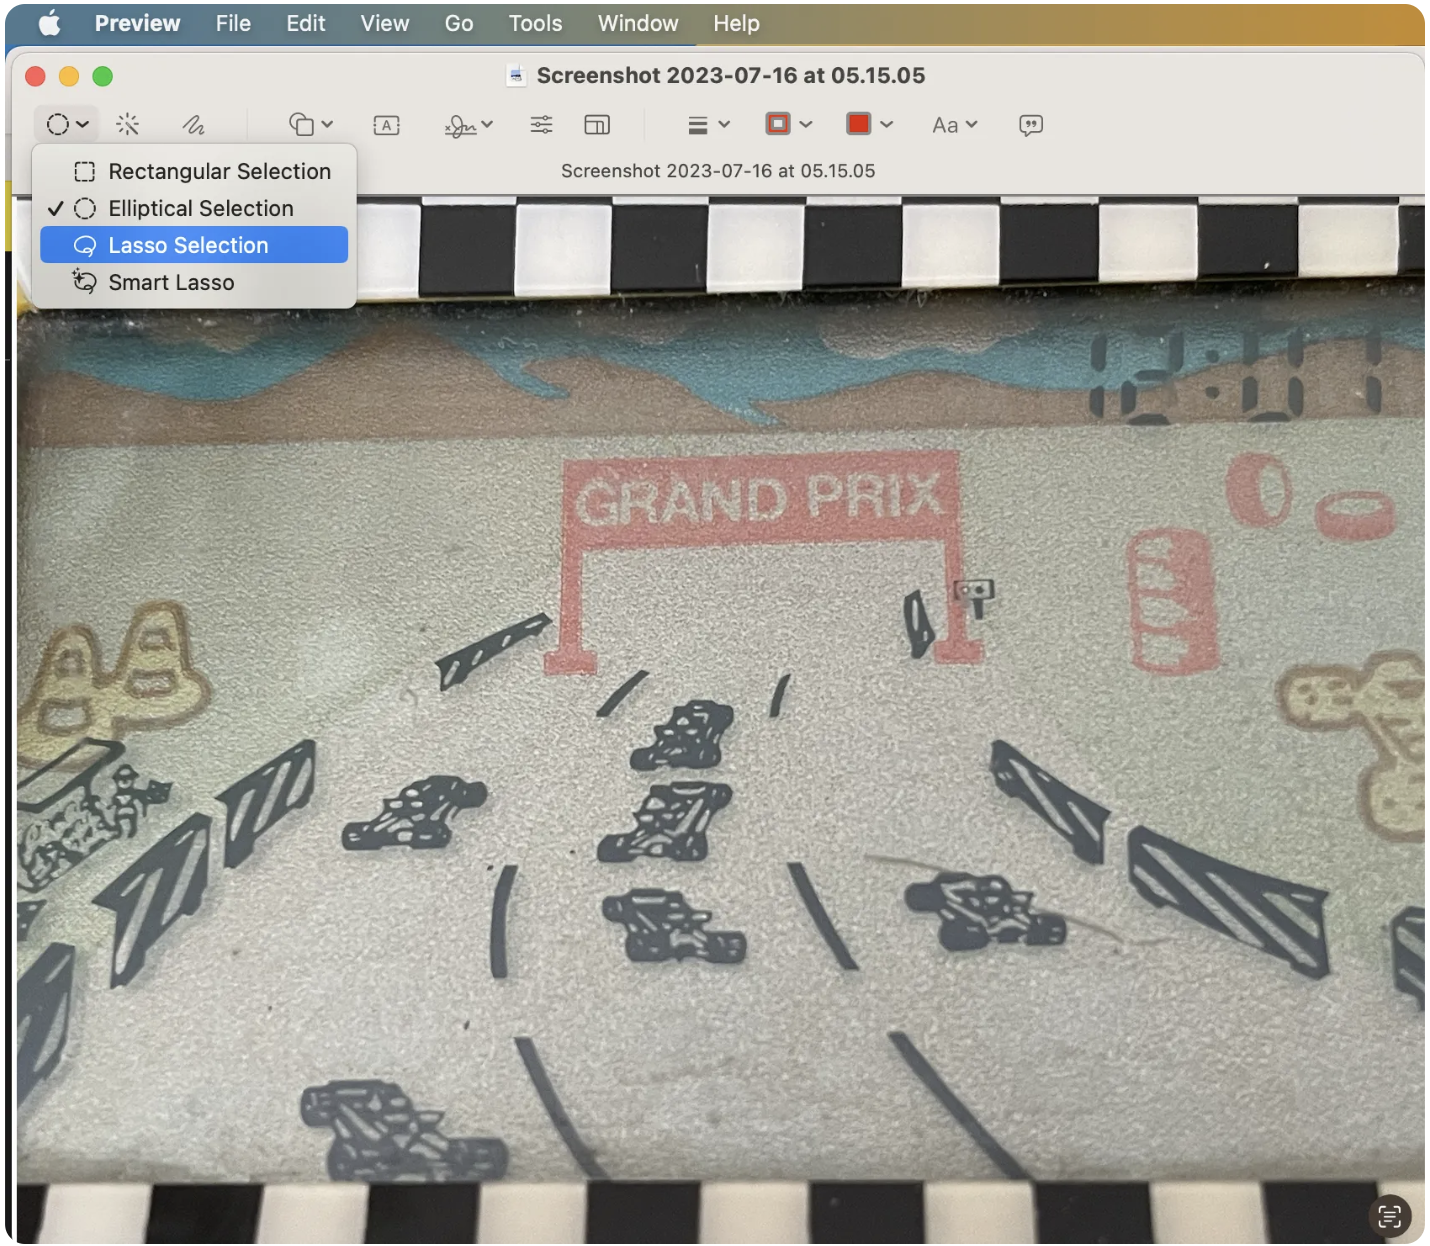 Preview File Edit View Go Tools Window Help
Screenshot 2023-07-16 at 05.15.05
A
Aa
Screenshot 2023-07-16 at 05.15.05
Rectangular Selection
Elliptical Selection
Lasso Selection
Smart Lasso
12:01
GRAND PRIX